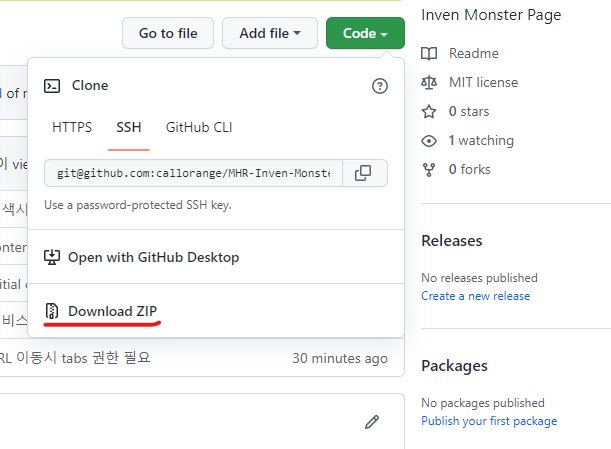 Go to file
Add file
Code
Clone
HTTPS
SSH
GitHub CLI
git@github.com:callorange/MHR-Inven-Monste
Use a password-protected SSH key.
Open with GitHub Desktop
Download ZIP
of
이 vie
색시
onter
itial c
비스
RL 이동시 tabs 권한 필요
30 minutes ago
Inven Monster Page
Readme
MIT license
0 stars
1 watching
0 forks
Releases
No releases published
Create a new release
Packages
No packages published
Publish your first package